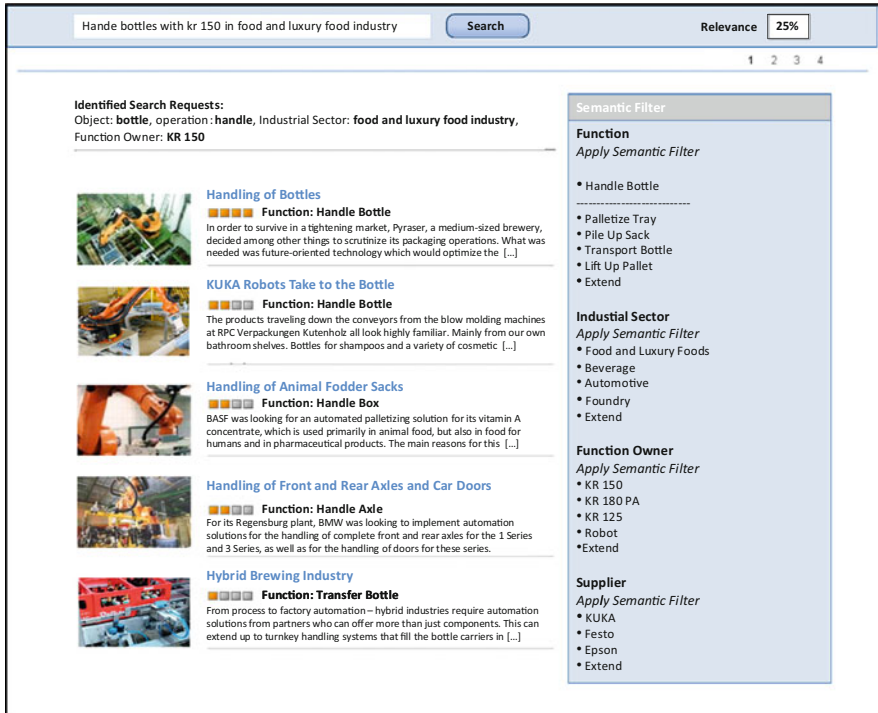 Hande bottles with kr 150 in food and luxury food industry
Search
Relevance
25%
1 2 3 4
Identified Search Requests:
Object: bottle, operation: handle, Industrial Sector: food and luxury food industry,
Function Owner: KR 150
Handling of Bottles
Function: Handle Bottle
In order to survive in a tightening market, Pyraser, a medium-sized brewery,
decided among other things to scrutinize its packaging operations. What was
needed was future-oriented technology which would optimize the [...]
KUKA Robots Take to the Bottle
Function: Handle Bottle
The products traveling down the conveyors from the blow molding machines
at RPC Verpackungen Kutenholz all look highly familiar. Mainly from our own
bathroom shelves. Bottles for shampoos and a variety of cosmetic [...]
Handling of Animal Fodder Sacks
Function: Handle Box
BASF was looking for an automated palletizing solution for its vitamin A
concentrate, which is used primarily in animal food, but also in food for
humans and in pharmaceutical products. The main reasons for this [...]
Handling of Front and Rear Axles and Car Doors
Function: Handle Axle
For its Regensburg plant, BMW was looking to implement automation
solutions for the handling of complete front and rear axles for the 1 Series
and 3 Series, as well as for the handling of doors for these series.
Hybrid Brewing Industry
Function: Transfer Bottle
From process to factory automation – hybrid industries require automation
solutions from partners who can offer more than just components. This can
extend up to turnkey handling systems that fill the bottle carriers in [...]
Semantic Filter
Function
Apply Semantic Filter
• Handle Bottle
---------------------------
• Palletize Tray
• Pile Up Sack
• Transport Bottle
• Lift Up Pallet
• Extend
Industial Sector
Apply Semantic Filter
• Food and Luxury Foods
• Beverage
• Automotive
• Foundry
• Extend
Function Owner
Apply Semantic Filter
• KR 150
• KR 180 PA
• KR 125
• Robot
•Extend
Supplier
Apply Semantic Filter
• KUKA
• Festo
• Epson
• Extend